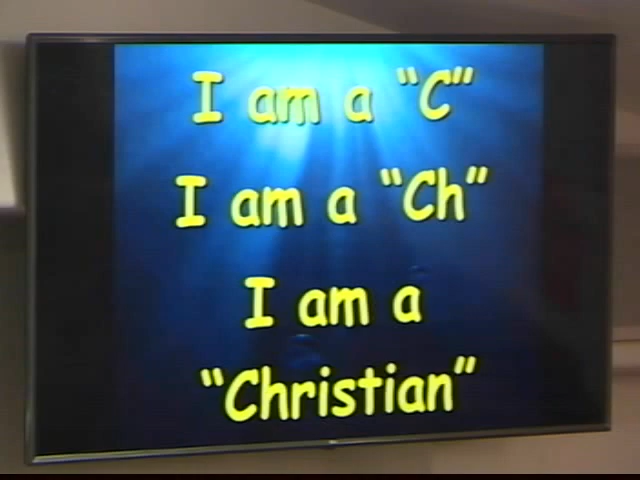 I am a “C”
I am a “Ch”
I am a
“Christian”